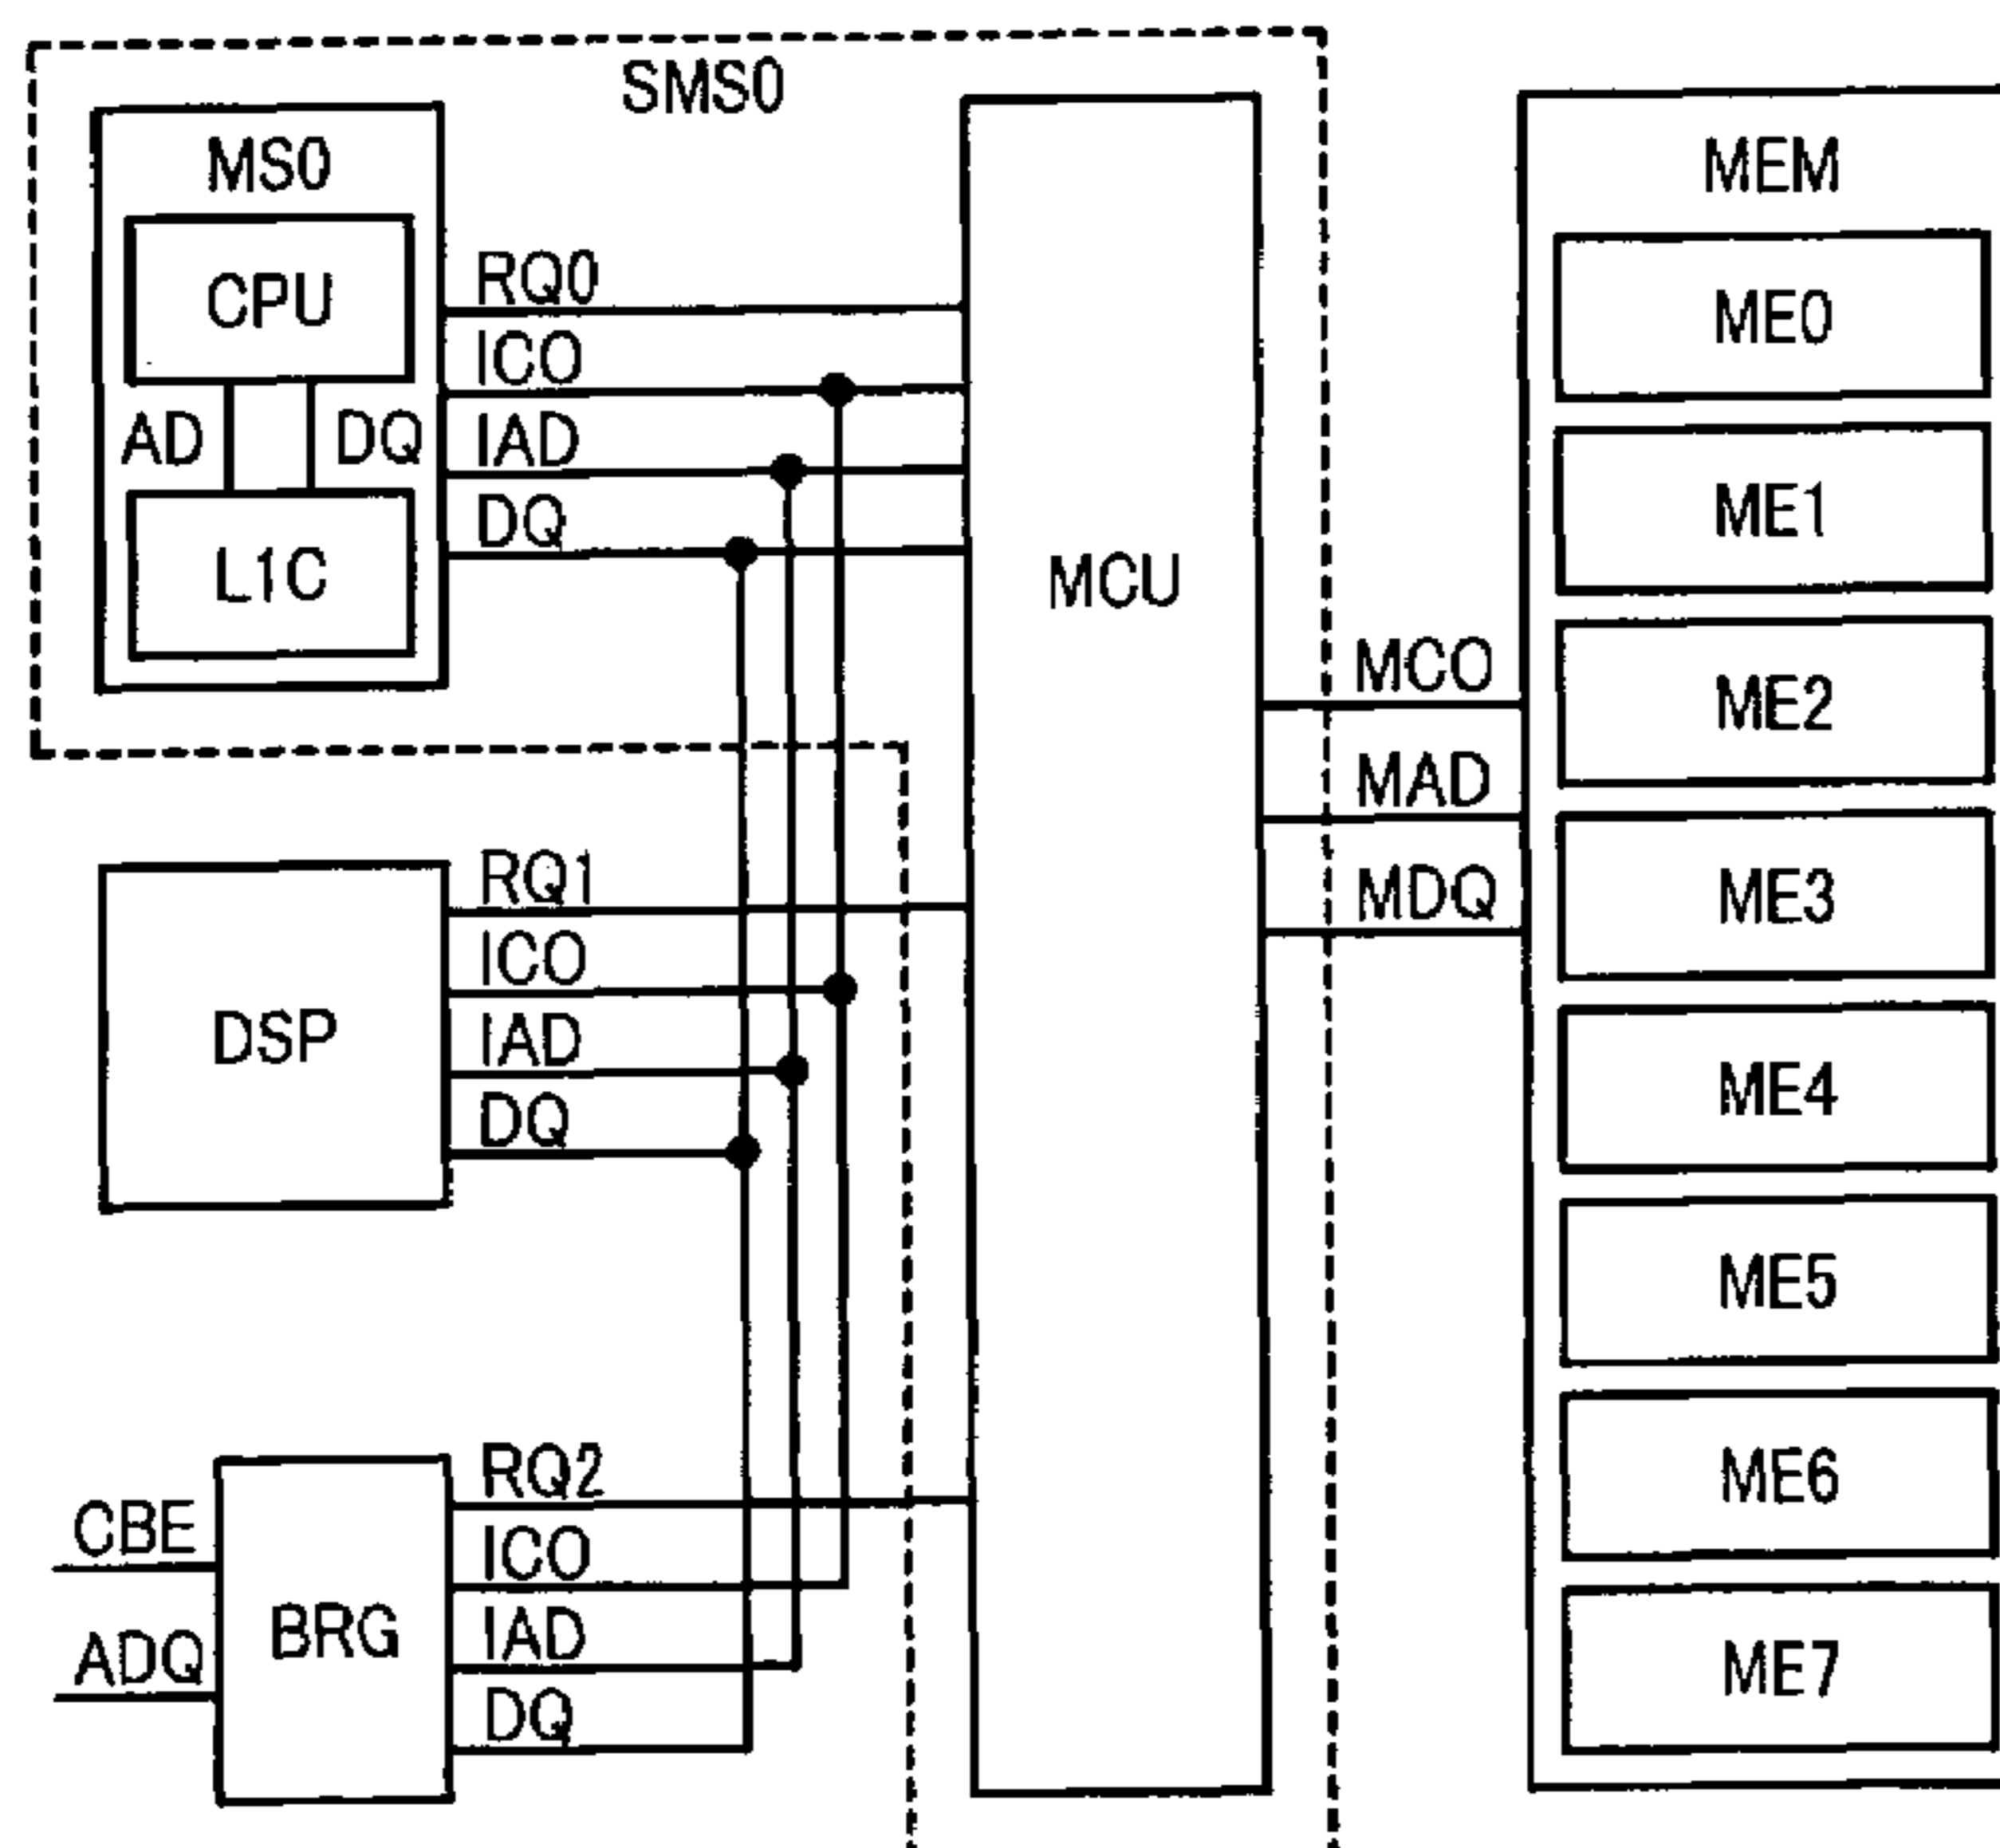 SMS0
MS0
CPU
AD
DQ
L1C
RQ0
ICO
IAD
DQ
MCU
MCO
MAD
MDQ
MEM
ME0
ME1
ME2
ME3
ME4
ME5
ME6
ME7
DSP
RQ1
ICO
IAD
DQ
CBE
ADQ
BRG
RQ2
ICO
IAD
DQ